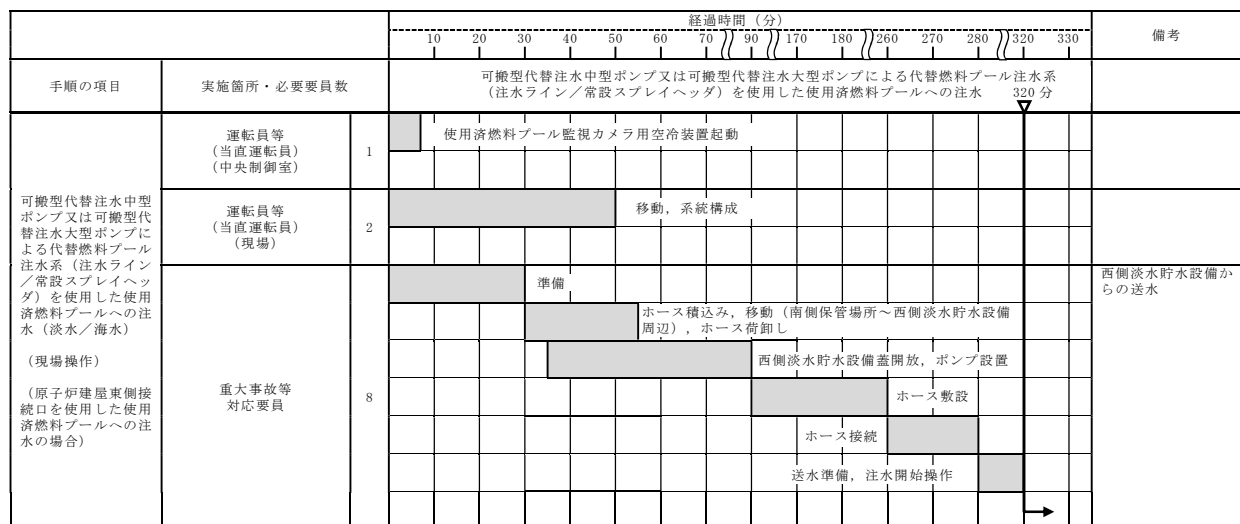 経過時間（分）
備考
10 20 30 40 50 60 70 90 170 180 260 270 280 320 330
手順の項目
実施箇所・必要要員数
可搬型代替注水中型ポンプ又は可搬型代替注水大型ポンプによる代替燃料プール注水系
（注水ライン／常設スプレイヘッダ）を使用した使用済燃料プールへの注水 320 分
可搬型代替注水中型
ポンプ又は可搬型代
替注水大型ポンプに
よる代替燃料プール
注水系（注水ライン
／常設スプレイヘッ
ダ）を使用した使用
済燃料プールへの注
水（淡水／海水）
（現場操作）
（原子炉建屋東側接
続口を使用した使用
済燃料プールへの注
水の場合）
運転員等
（当直運転員）
（中央制御室）
1
使用済燃料プール監視カメラ用空冷装置起動
運転員等
（当直運転員）
（現場）
2
移動，系統構成
重大事故等
対応要員
8
準備
ホース積込み，移動（南側保管場所～西側淡水貯水設備
周辺），ホース荷卸し
西側淡水貯水設備蓋開放，ポンプ設置
ホース敷設
ホース接続
送水準備，注水開始操作
西側淡水貯水設備か
らの送水